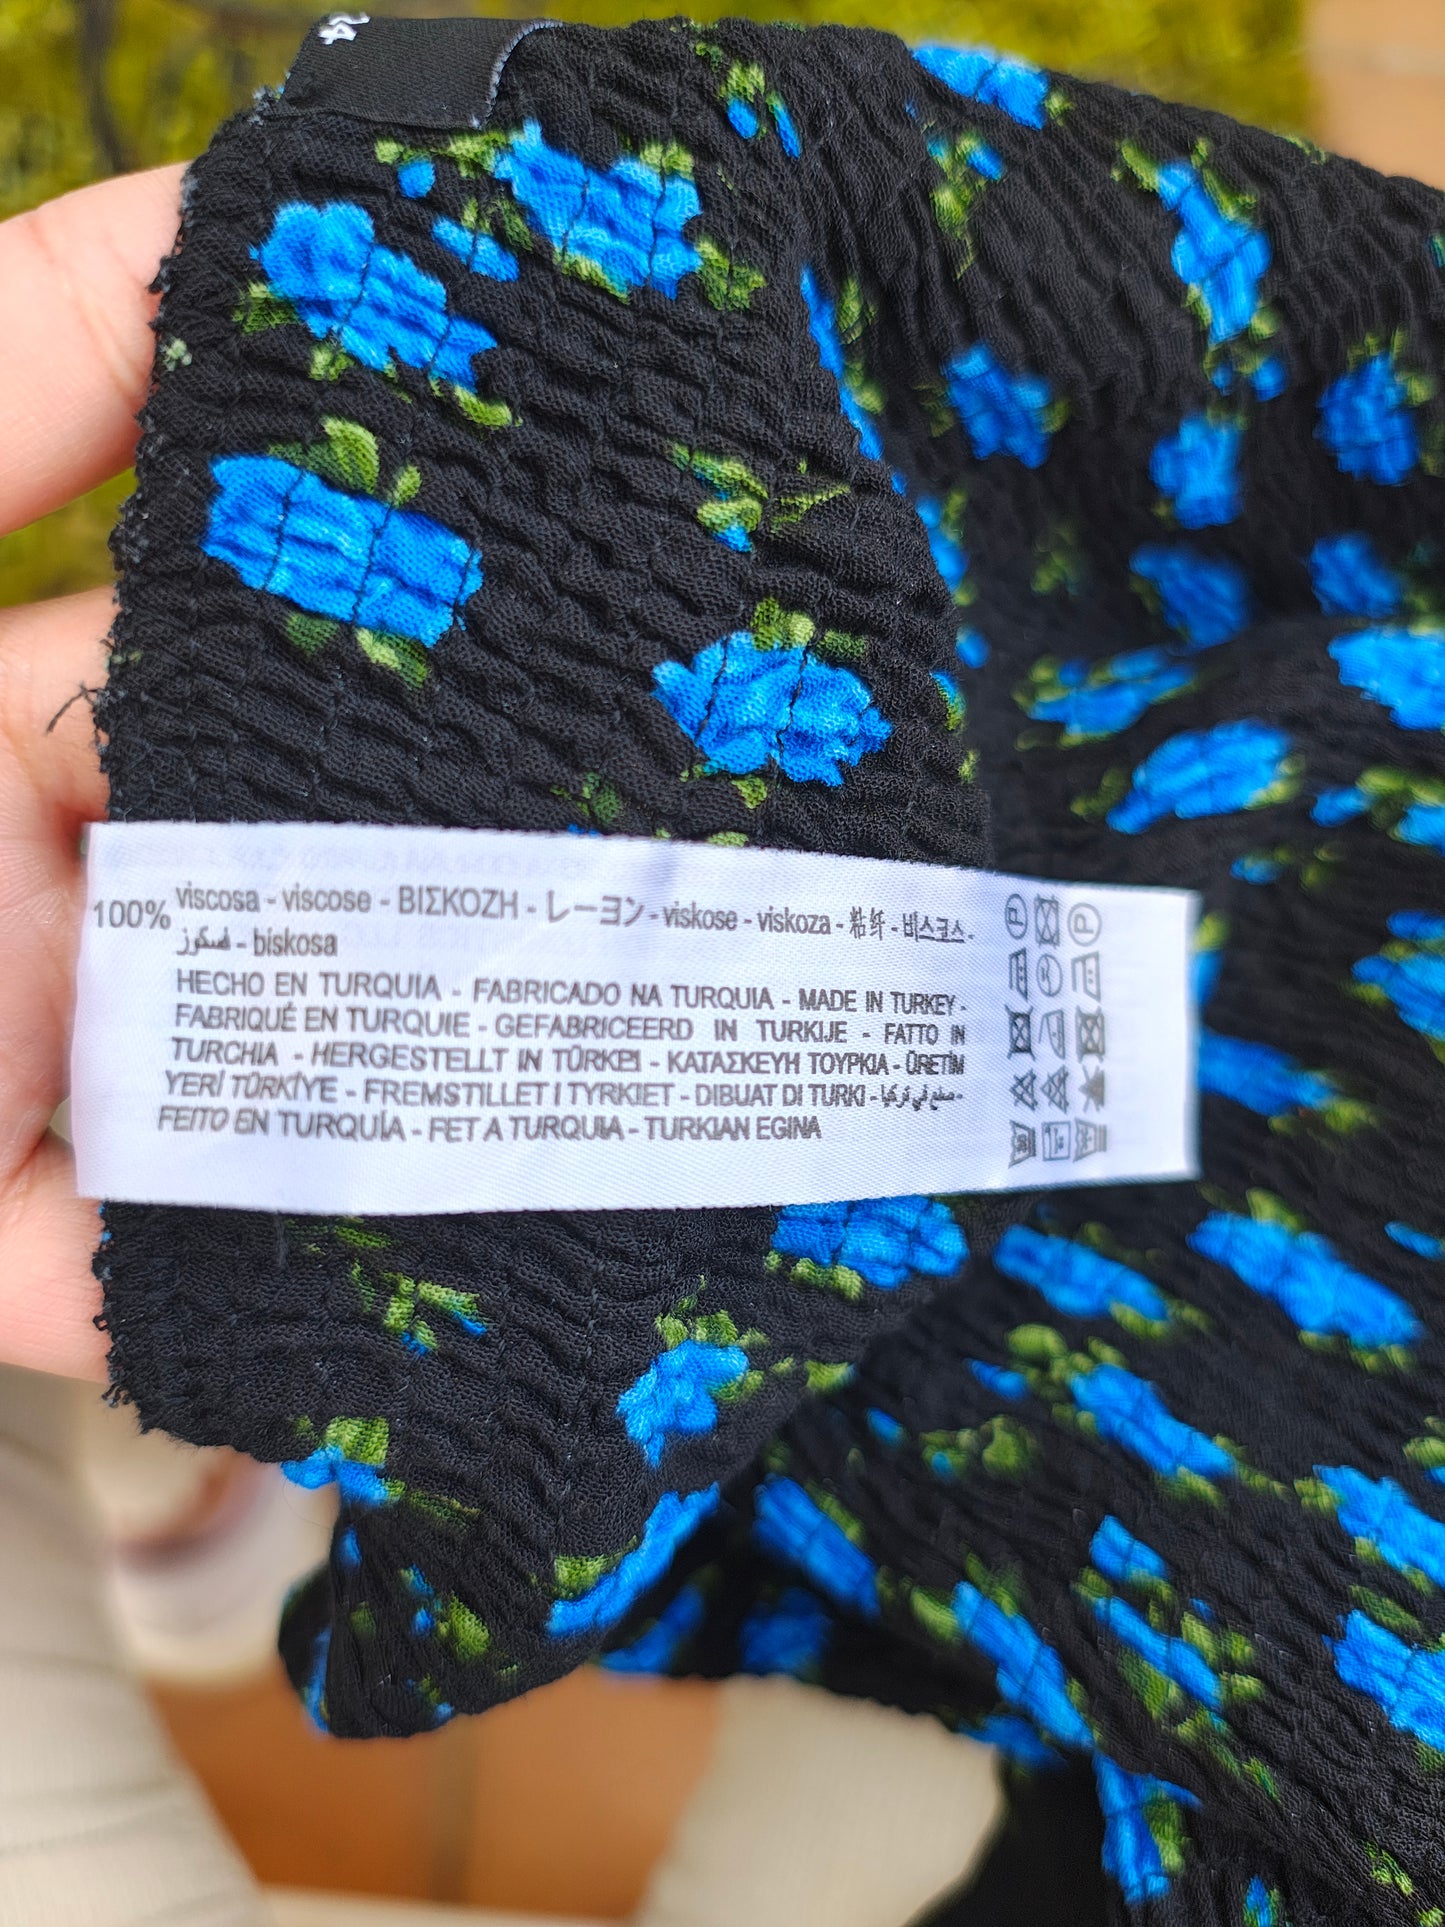 100% viscosa - viscose - ΒΙΣΚΟΖΗ - レーヨン - viskose - viskoza - 粘纤 - 비스코스 -
فسكوز - biskosa
HECHO EN TURQUIA - FABRICADO NA TURQUIA - MADE IN TURKEY -
FABRIQUÉ EN TURQUIE - GEFABRICEERD IN TURKIJE - FATTO IN
TURCHIA - HERGESTELLT IN TÜRKEI - ΚΑΤΑΣΚΕΥΗ ΤΟΥΡΚΙΑ - ÜRETİM
YERİ TÜRKİYE - FREMSTILLET I TYRKIET - DIBUAT DI TURKI - صنع في تركيا -
FEITO EN TURQUÍA - FET A TURQUIA - TURKIAN EGINA